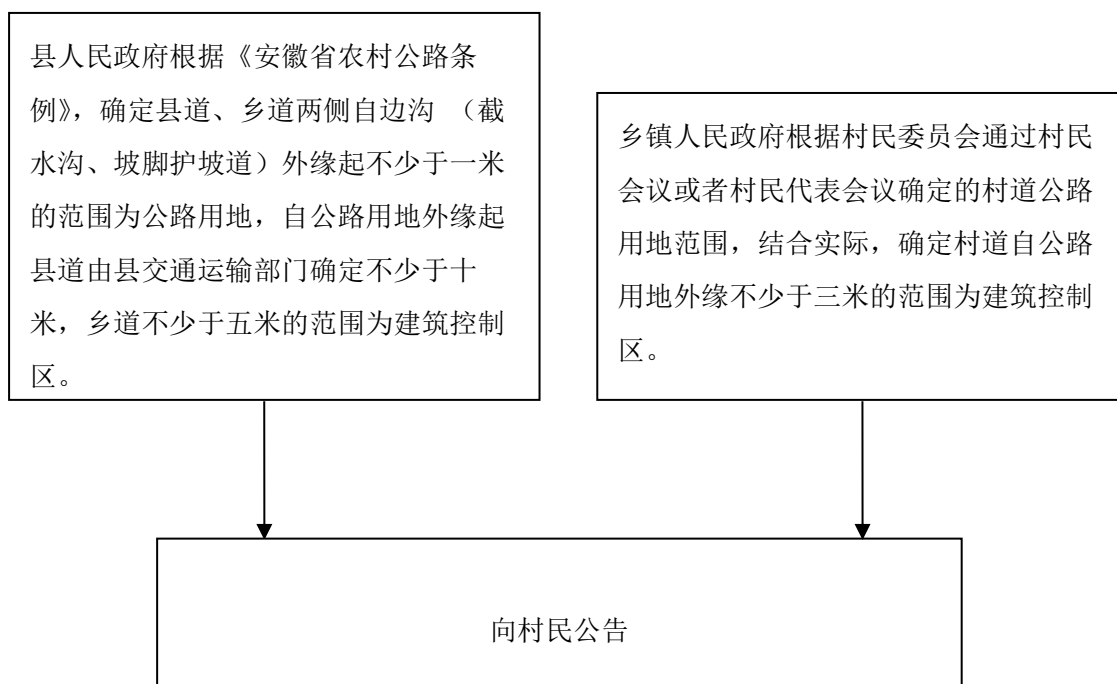 县人民政府根据《安徽省农村公路条
例》，确定县道、乡道两侧自边沟 （截
水沟、坡脚护坡道）外缘起不少于一米
的范围为公路用地，自公路用地外缘起
县道由县交通运输部门确定不少于十
米，乡道不少于五米的范围为建筑控制
区。
乡镇人民政府根据村民委员会通过村民
会议或者村民代表会议确定的村道公路
用地范围，结合实际，确定村道自公路
用地外缘不少于三米的范围为建筑控制
区。
向村民公告